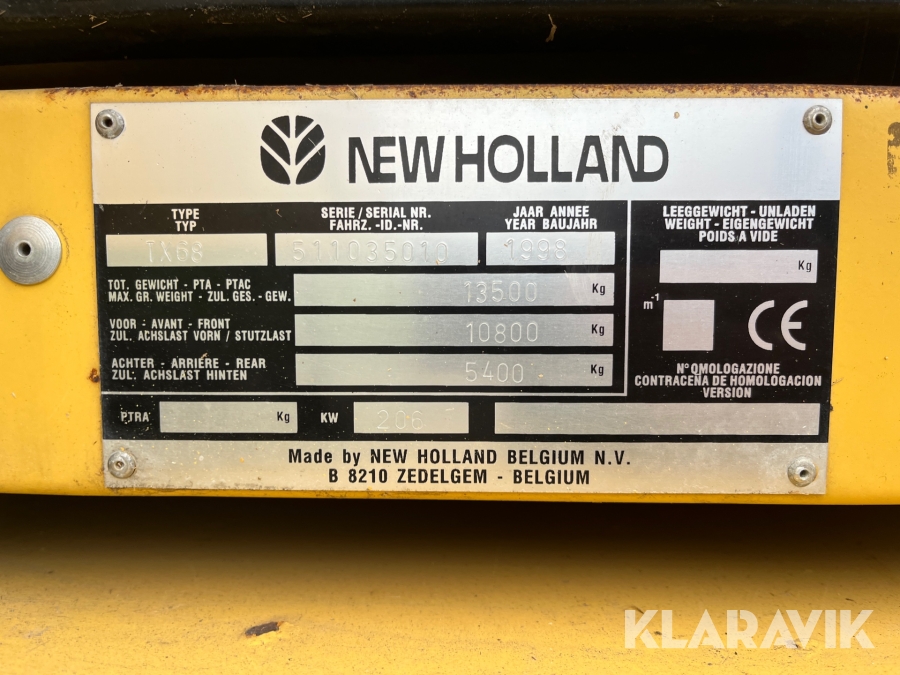 NEW HOLLAND
TYPE
TYP
TX68
SERIE / SERIAL NR.
FAHRZ. -ID.-NR.
511035010
JAAR ANNEE
YEAR BAUJAHR
1998
LEEGGEWICHT - UNLADEN
WEIGHT - EIGENGEWICHT
POIDS A VIDE
Kg
TOT. GEWICHT - PTA - PTAC
MAX. GR. WEIGHT - ZUL. GES. - GEW.
13500 Kg
VOOR - AVANT - FRONT
ZUL. ACHSLAST VORN / STUTZLAST
10800 Kg
ACHTER - ARRIÈRE - REAR
ZUL. ACHSLAST HINTEN
5400 Kg
m-1
CE
N° OMOLOGAZIONE
CONTRACEÑA DE HOMOLOGACION
VERSION
PTRA Kg KW 206
Made by NEW HOLLAND BELGIUM N.V.
B 8210 ZEDELGEM - BELGIUM
KLARAVIK